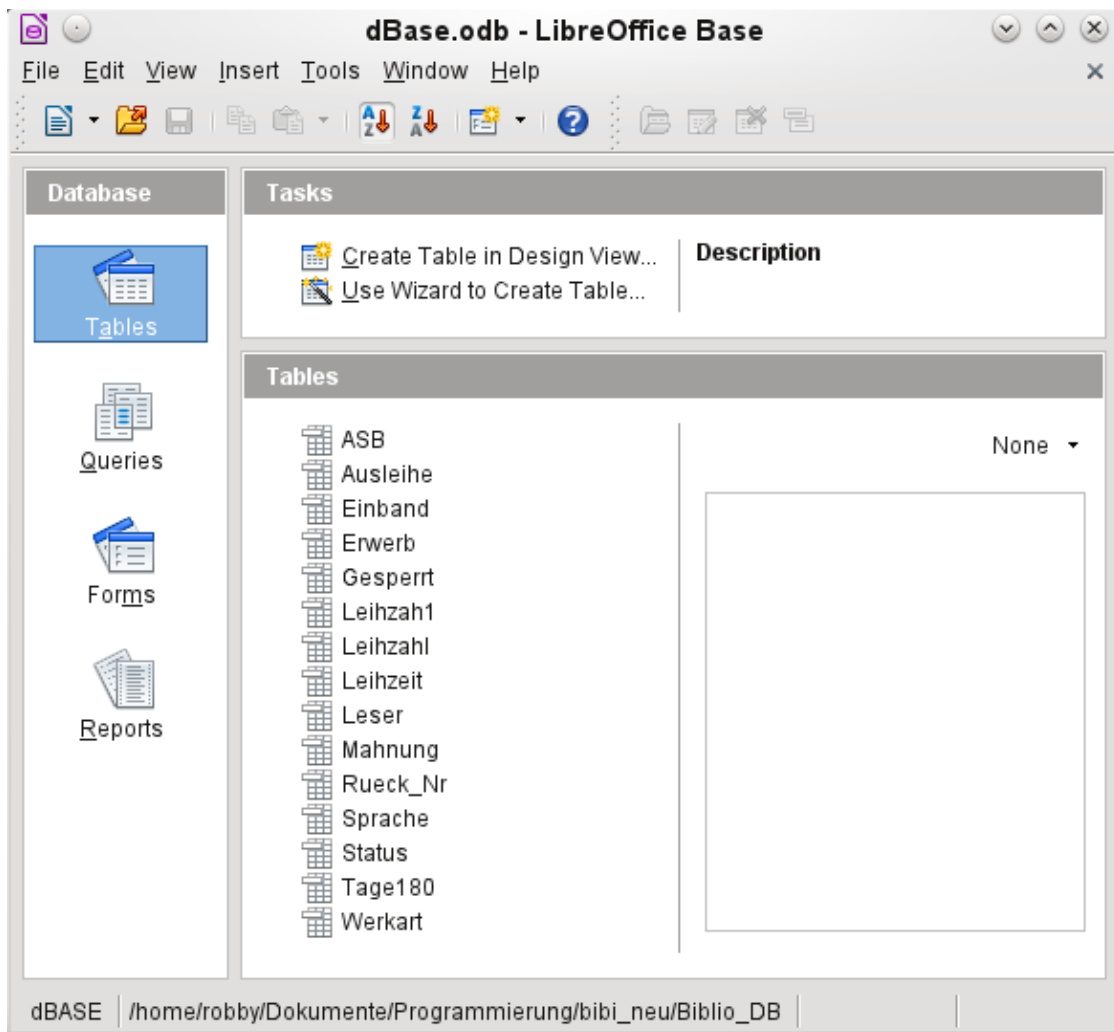 dBase.odb - LibreOffice Base
File Edit View Insert Tools Window Help
Database
Tables
Queries
Forms
Reports
Tasks
Create Table in Design View...
Use Wizard to Create Table...
Description
Tables
ASB
Ausleihe
Einband
Erwerb
Gesperrt
Leihzah1
Leihzahl
Leihzeit
Leser
Mahnung
Rueck_Nr
Sprache
Status
Tage180
Werkart
None
dBASE /home/robby/Dokumente/Programmierung/bibi_neu/Biblio_DB